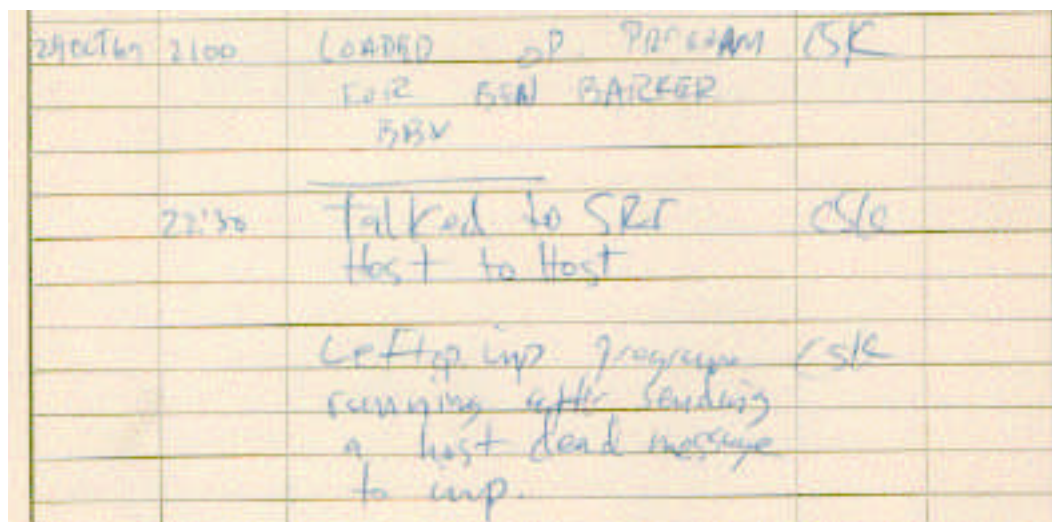 29OCT69 2100 LOADED OP. PROGRAM CSK
FOR BEN BARKER
BBV
22:30 Talked to SRI CSK
Host to Host
Left op. imp program CSK
running after sending
a host dead message
to imp.